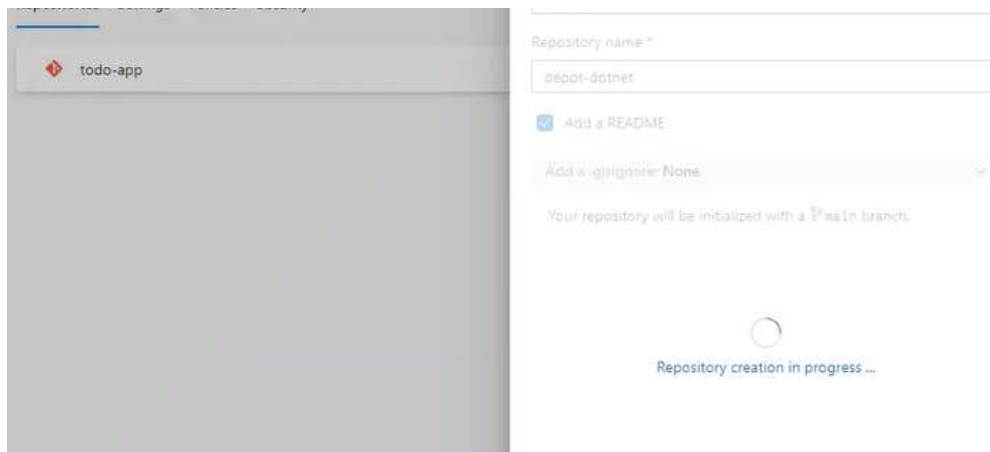 todo-app
Repository name *
depot-dotnet
Add a README
Add a .gitignore: None
Your repository will be initialized with a main branch.
Repository creation in progress ...